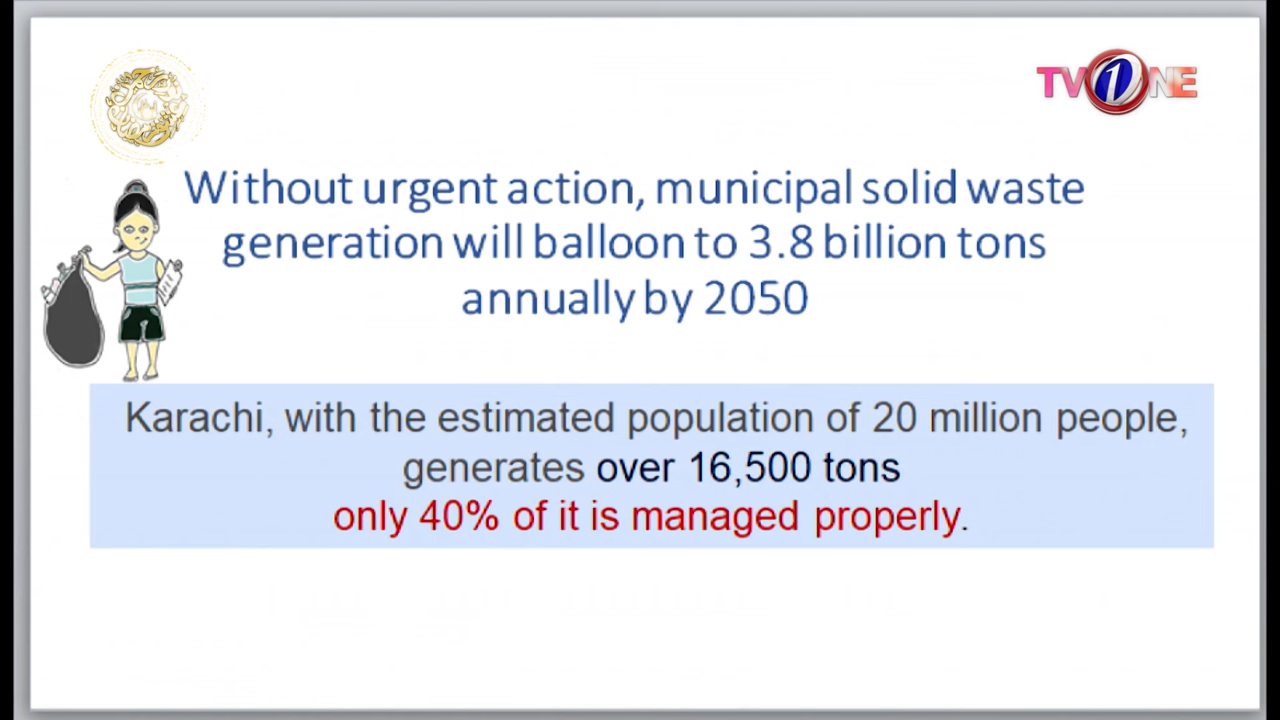 TV ONE
Without urgent action, municipal solid waste
generation will balloon to 3.8 billion tons
annually by 2050
Karachi, with the estimated population of 20 million people,
generates over 16,500 tons
only 40% of it is managed properly.